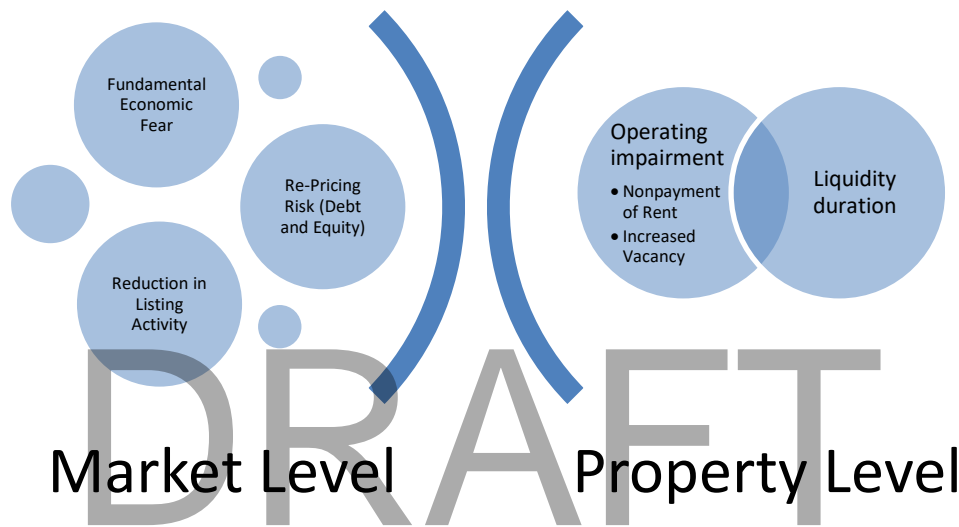 Fundamental
Economic
Fear
Re-Pricing
Risk (Debt
and Equity)
Reduction in
Listing
Activity
Operating
impairment
• Nonpayment
of Rent
• Increased
Vacancy
Liquidity
duration
DRAFT
Market Level
Property Level